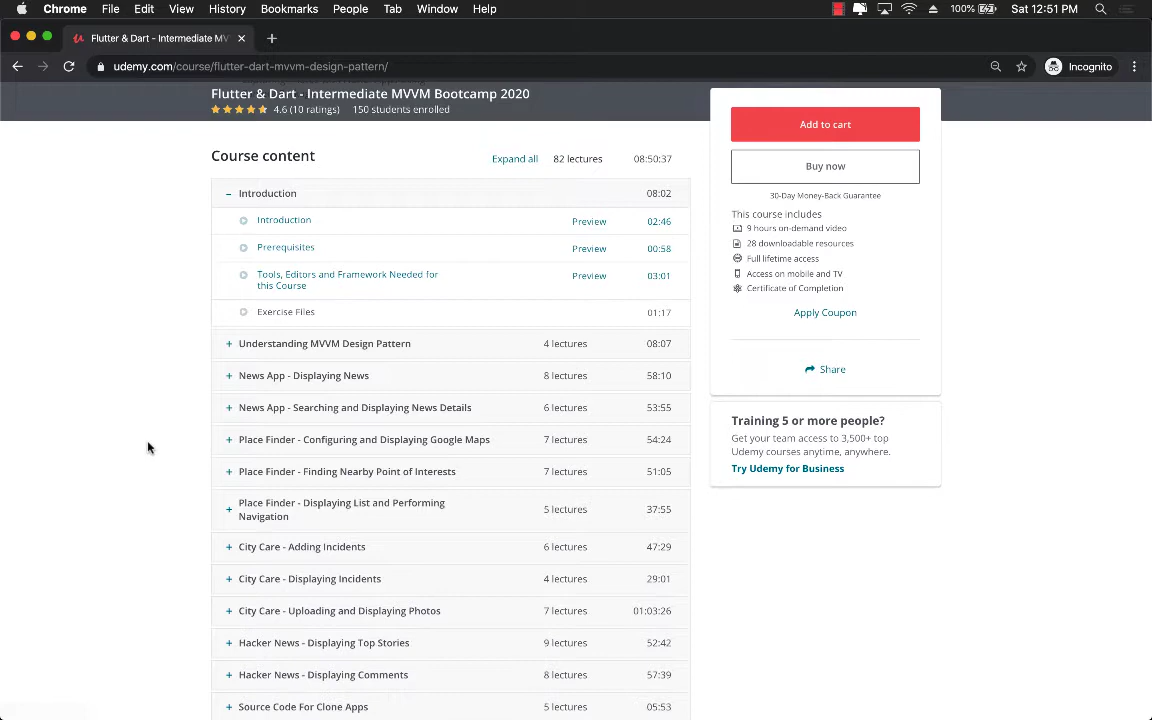 Chrome File Edit View History Bookmarks People Tab Window Help 100% Sat 12:51 PM
Flutter & Dart - Intermediate MV
udemy.com/course/flutter-dart-mvvm-design-pattern/ Incognito
Flutter & Dart - Intermediate MVVM Bootcamp 2020
4.6 (10 ratings) 150 students enrolled
Course content Expand all 82 lectures 08:50:37
Introduction 08:02
Introduction Preview 02:46
Prerequisites Preview 00:58
Tools, Editors and Framework Needed for Preview 03:01
this Course
Exercise Files 01:17
Understanding MVVM Design Pattern 4 lectures 08:07
News App - Displaying News 8 lectures 58:10
News App - Searching and Displaying News Details 6 lectures 53:55
Place Finder - Configuring and Displaying Google Maps 7 lectures 54:24
Place Finder - Finding Nearby Point of Interests 7 lectures 51:05
Place Finder - Displaying List and Performing
Navigation 5 lectures 37:55
City Care - Adding Incidents 6 lectures 47:29
City Care - Displaying Incidents 4 lectures 29:01
City Care - Uploading and Displaying Photos 7 lectures 01:03:26
Hacker News - Displaying Top Stories 9 lectures 52:42
Hacker News - Displaying Comments 8 lectures 57:39
Source Code For Clone Apps 5 lectures 05:53
Add to cart
Buy now
30-Day Money-Back Guarantee
This course includes
9 hours on-demand video
28 downloadable resources
Full lifetime access
Access on mobile and TV
Certificate of Completion
Apply Coupon
Share
Training 5 or more people?
Get your team access to 3,500+ top
Udemy courses anytime, anywhere.
Try Udemy for Business